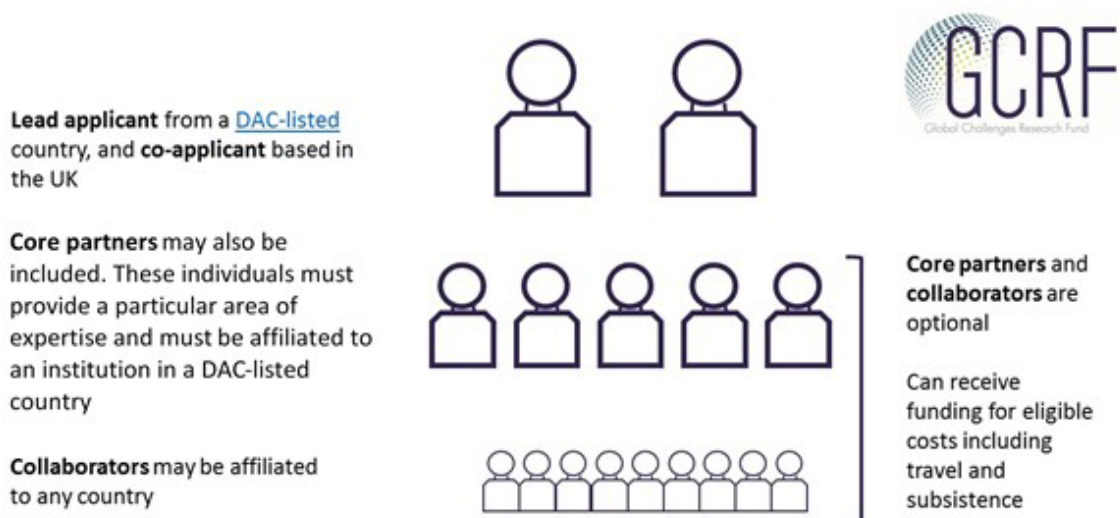 Lead applicant from a DAC-listed
country, and co-applicant based in
the UK
Core partners may also be
included. These individuals must
provide a particular area of
expertise and must be affiliated to
an institution in a DAC-listed
country
Collaborators may be affiliated
to any country
GCRF
Global Challenges Research Fund
Core partners and
collaborators are
optional
Can receive
funding for eligible
costs including
travel and
subsistence